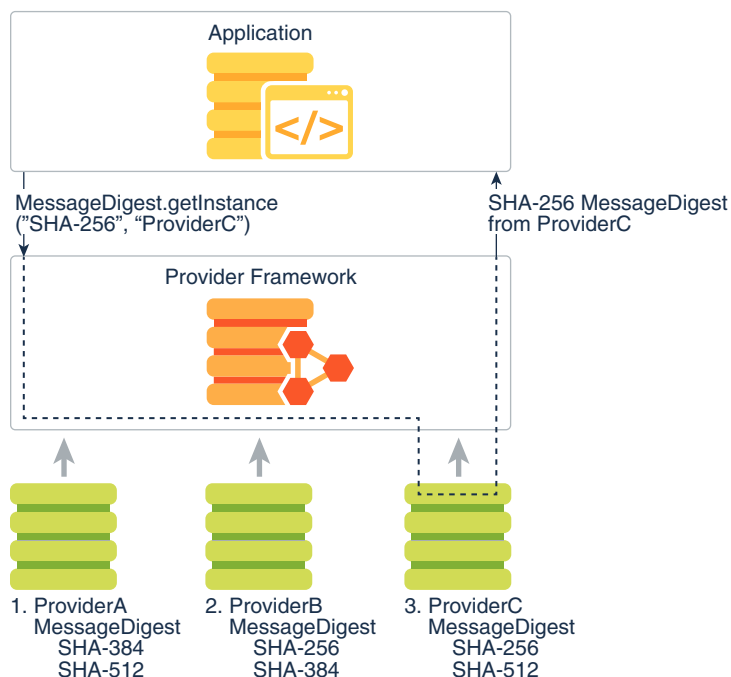 Application
</>
MessageDigest.getInstance
(”SHA-256”, “ProviderC”)
SHA-256 MessageDigest
from ProviderC
Provider Framework
1. ProviderA
MessageDigest
SHA-384
SHA-512
2. ProviderB
MessageDigest
SHA-256
SHA-384
3. ProviderC
MessageDigest
SHA-256
SHA-512